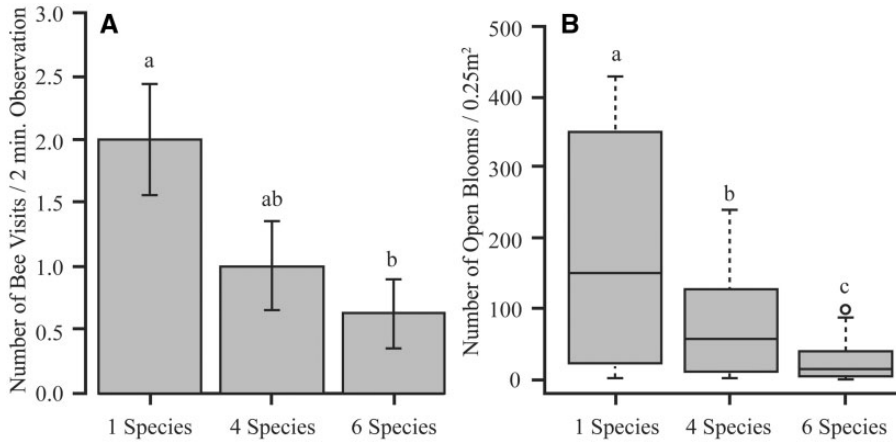 A
Number of Bee Visits / 2 min. Observation
3.0
2.5
2.0
1.5
1.0
0.5
0.0
a
ab
b
1 Species
4 Species
6 Species
B
Number of Open Blooms / 0.25m²
500
400
300
200
100
0
a
b
c
1 Species
4 Species
6 Species